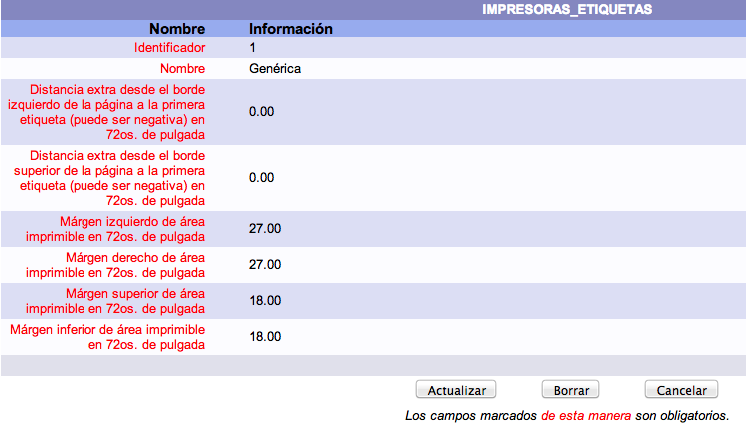 IMPRESORAS_ETIQUETAS
Nombre Información
Identificador 1
Nombre Genérica
Distancia extra desde el borde
izquierdo de la página a la primera
etiqueta (puede ser negativa) en
72os. de pulgada
0.00
Distancia extra desde el borde
superior de la página a la primera
etiqueta (puede ser negativa) en
72os. de pulgada
0.00
Márgen izquierdo de área
imprimible en 72os. de pulgada
27.00
Márgen derecho de área
imprimible en 72os. de pulgada
27.00
Márgen superior de área
imprimible en 72os. de pulgada
18.00
Márgen inferior de área imprimible
en 72os. de pulgada
18.00
Actualizar Borrar Cancelar
Los campos marcados de esta manera son obligatorios.